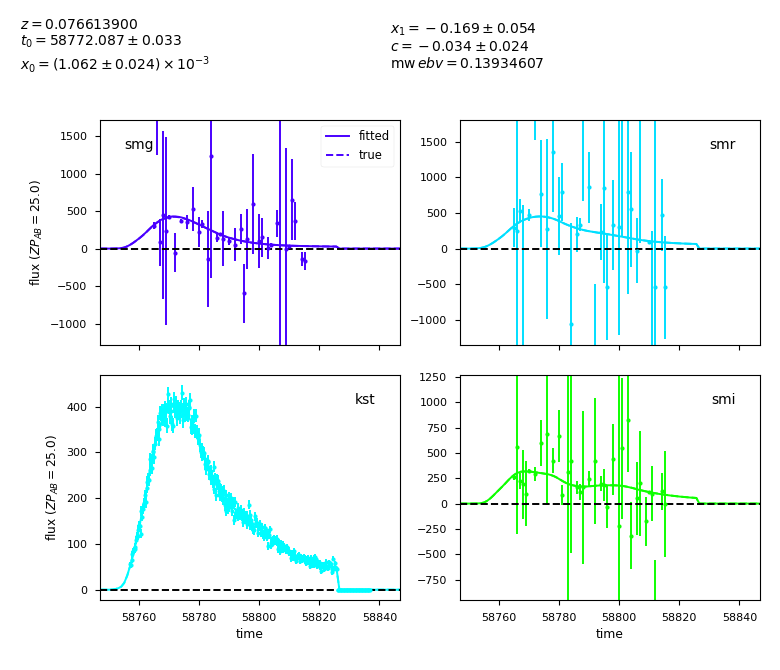 z = 0.076613900
t₀ = 58772.087 ± 0.033
x₀ = (1.062 ± 0.024) × 10⁻³
x₁ = −0.169 ± 0.054
c = −0.034 ± 0.024
mw ebv = 0.13934607
smg
fitted
true
1500
1000
500
0
−500
−1000
flux (ZP_AB = 25.0)
smr
1500
1000
500
0
−500
−1000
kst
400
300
200
100
0
flux (ZP_AB = 25.0)
58760 58780 58800 58820 58840
time
smi
1250
1000
750
500
250
0
−250
−500
−750
58760 58780 58800 58820 58840
time